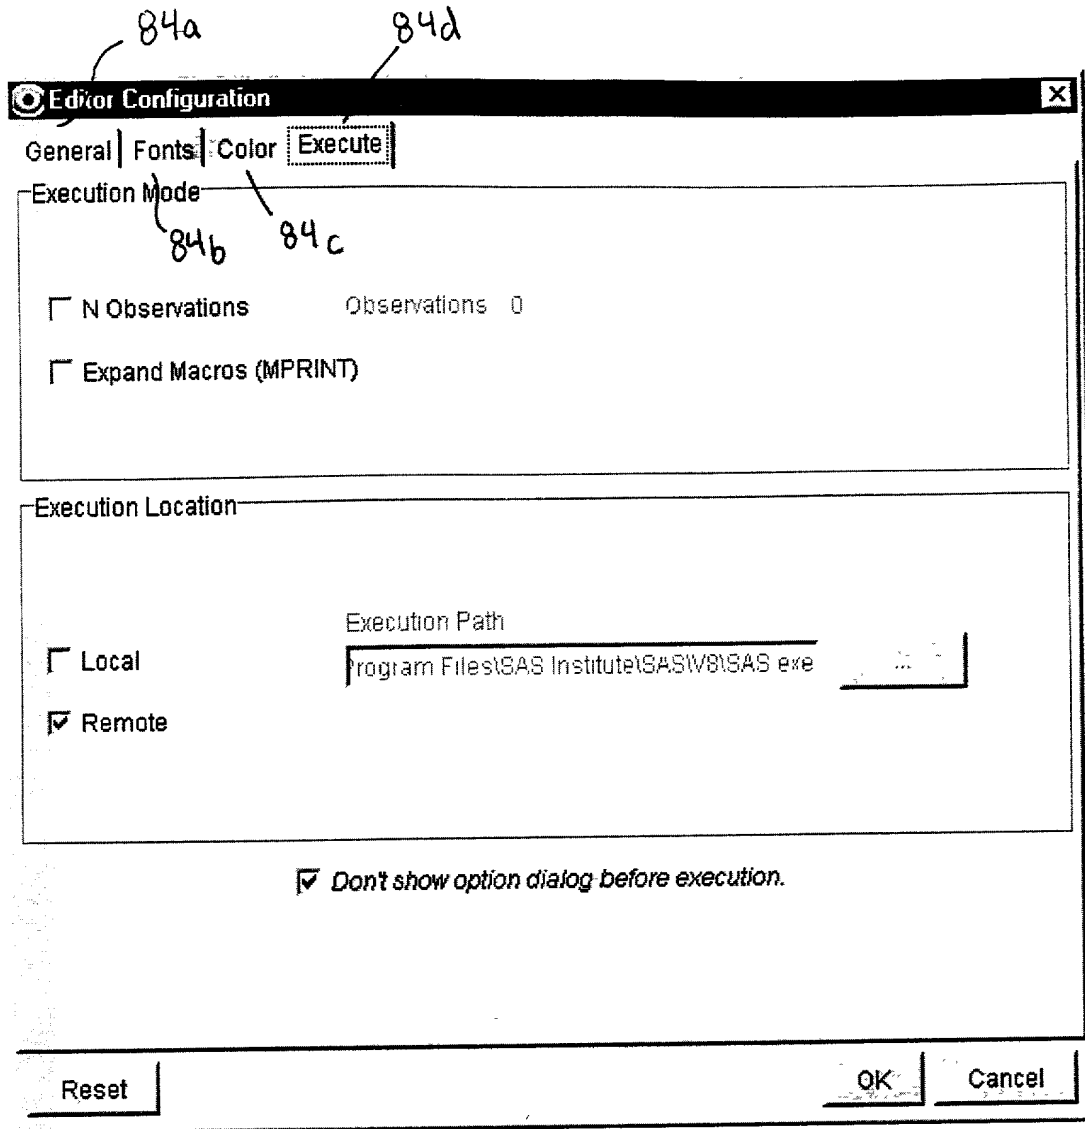 84a 84d
Editor Configuration
General Fonts Color Execute
Execution Mode
84b 84c
N Observations Observations 0
Expand Macros (MPRINT)
Execution Location
Execution Path
Local Program Files\SAS Institute\SAS\V8\SAS exe ...
Remote
Don't show option dialog before execution.
Reset OK Cancel